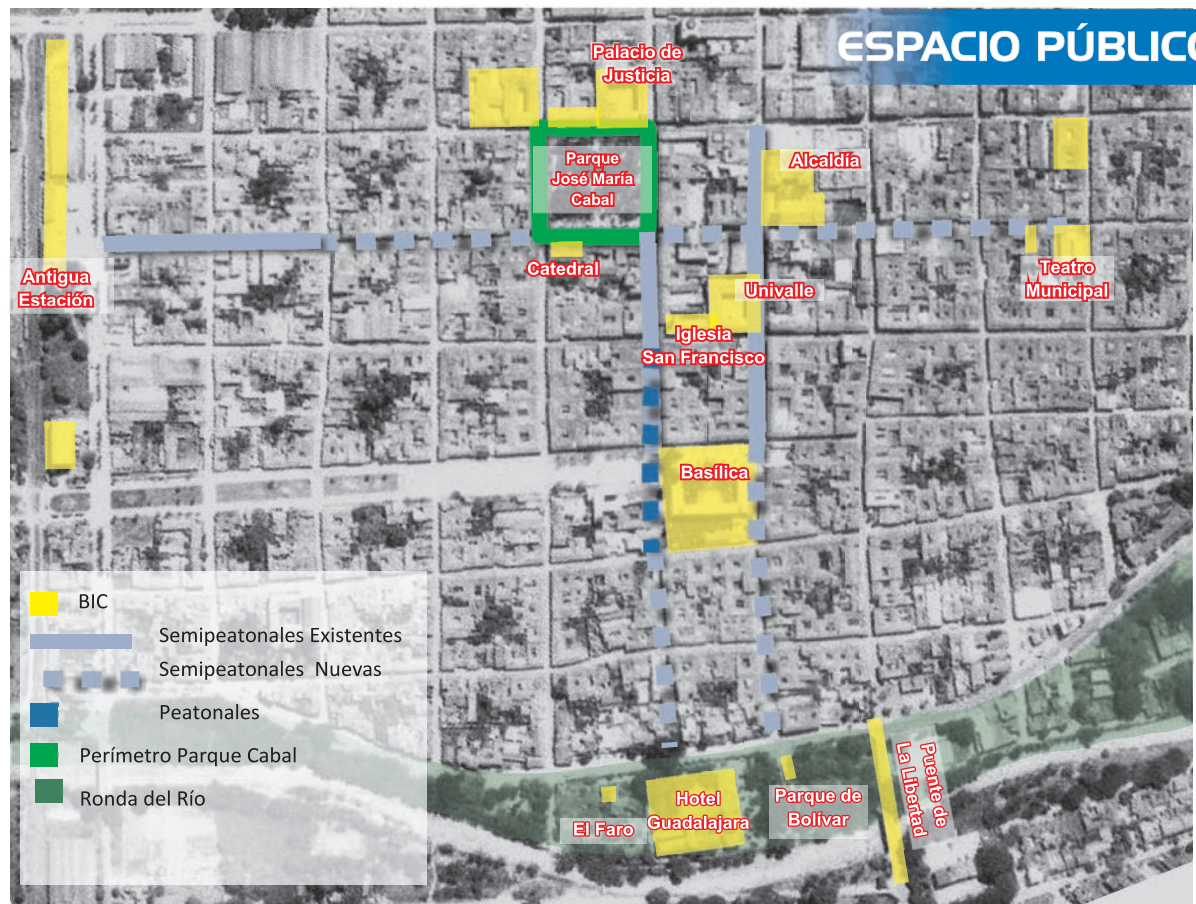 ESPACIO PÚBLICO
Palacio de
Justicia
Parque
José María
Cabal
Alcaldía
Antigua
Estación
Catedral
Univalle
Teatro
Municipal
Iglesia
San Francisco
Basílica
BIC
Semipeatonales Existentes
Semipeatonales Nuevas
Peatonales
Perímetro Parque Cabal
Ronda del Río
El Faro
Hotel
Guadalajara
Parque de
Bolívar
Puente de
La Libertad